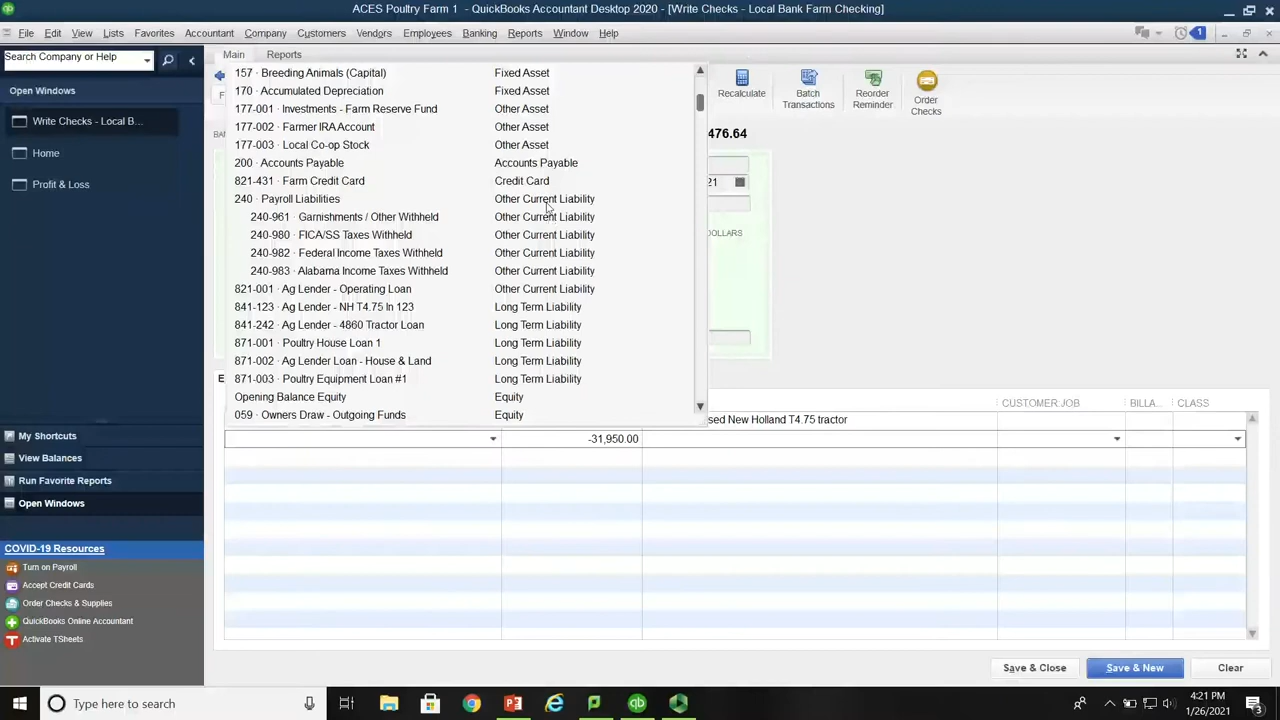 ACES Poultry Farm 1 - QuickBooks Accountant Desktop 2020 - [Write Checks - Local Bank Farm Checking]
File Edit View Lists Favorites Accountant Company Customers Vendors Employees Banking Reports Window Help 1
Search Company or Help
Main Reports
Open Windows
Write Checks - Local B...
Home
Profit & Loss
157 · Breeding Animals (Capital) Fixed Asset
170 · Accumulated Depreciation Fixed Asset
177-001 · Investments - Farm Reserve Fund Other Asset
177-002 · Farmer IRA Account Other Asset
177-003 · Local Co-op Stock Other Asset
200 · Accounts Payable Accounts Payable
821-431 · Farm Credit Card Credit Card
240 · Payroll Liabilities Other Current Liability
240-961 · Garnishments / Other Withheld Other Current Liability
240-980 · FICA/SS Taxes Withheld Other Current Liability
240-982 · Federal Income Taxes Withheld Other Current Liability
240-983 · Alabama Income Taxes Withheld Other Current Liability
821-001 · Ag Lender - Operating Loan Other Current Liability
841-123 · Ag Lender - NH T4.75 ln 123 Long Term Liability
841-242 · Ag Lender - 4860 Tractor Loan Long Term Liability
871-001 · Poultry House Loan 1 Long Term Liability
871-002 · Ag Lender Loan - House & Land Long Term Liability
871-003 · Poultry Equipment Loan #1 Long Term Liability
Opening Balance Equity Equity
059 · Owners Draw - Outgoing Funds Equity
Recalculate
Batch Transactions
Reorder Reminder
Order Checks
476.64
21
DOLLARS
CUSTOMER:JOB BILLA... CLASS
sed New Holland T4.75 tractor
-31,950.00
My Shortcuts
View Balances
Run Favorite Reports
Open Windows
COVID-19 Resources
Turn on Payroll
Accept Credit Cards
Order Checks & Supplies
QuickBooks Online Accountant
Activate TSheets
Save & Close Save & New Clear
Type here to search
4:21 PM
1/26/2021
3